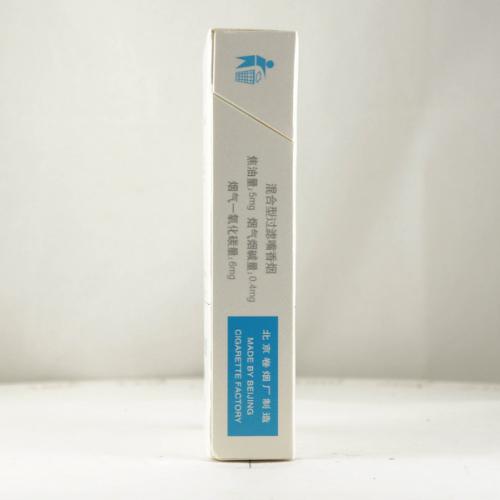 混合型过滤嘴香烟
焦油量:5mg 烟气烟碱量:0.4mg
烟气一氧化碳量:6mg
北京卷烟厂制造
MADE BY BEIJING
CIGARETTE FACTORY